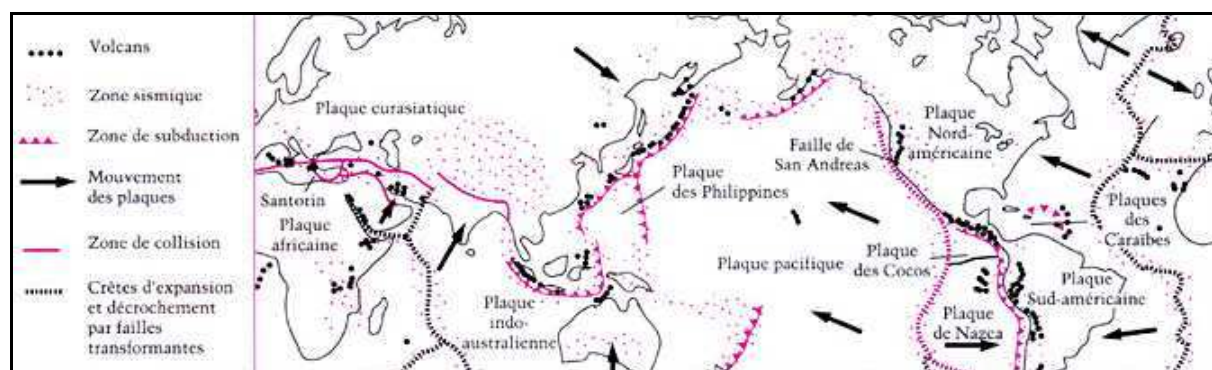 Volcans
Zone sismique
Zone de subduction
Mouvement
des plaques
Zone de collision
Crêtes d'expansion
et décrochement
par failles
transformantes
Plaque curasiatique
Santorin
Plaque
africaine
Plaque
indo-
australienne
Plaque
des Philippines
Faille de
San Andreas
Plaque
Nord-
américaine
Plaque pacifique
Plaque
des Cocos
Plaques
des
Caraïbes
Plaque
Sud-américaine
Plaque
de Nazca